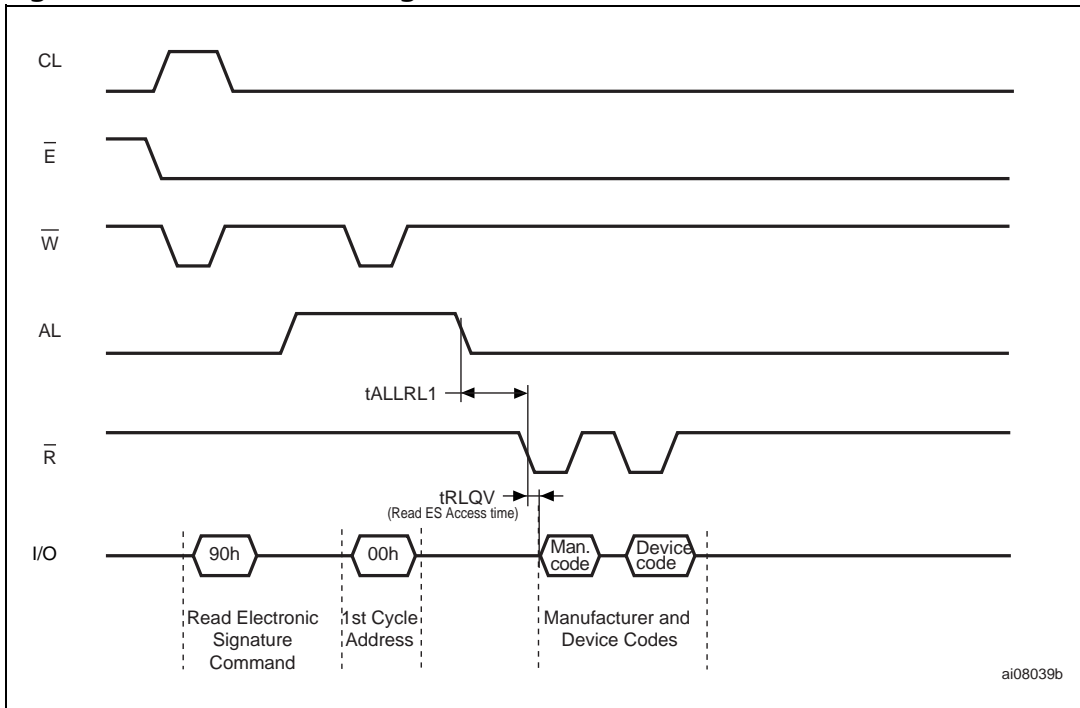 CL
E
W
AL
tALLRL1
R
tRLQV
(Read ES Access time)
I/O
90h
00h
Man.
code
Device
code
Read Electronic
Signature
Command
1st Cycle
Address
Manufacturer and
Device Codes
ai08039b